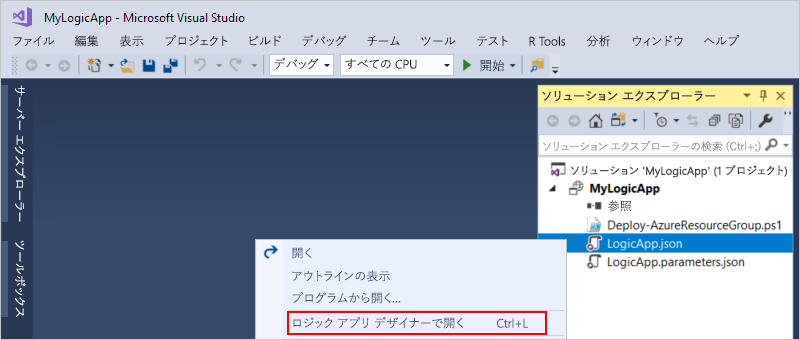 MyLogicApp - Microsoft Visual Studio
ファイル 編集 表示 プロジェクト ビルド デバッグ チーム ツール テスト R Tools 分析 ウィンドウ ヘルプ
デバッグ すべての CPU 開始
サーバー エクスプローラー
ツールボックス
ソリューション エクスプローラー
ソリューション エクスプローラーの検索 (Ctrl+;)
ソリューション 'MyLogicApp' (1 プロジェクト)
MyLogicApp
参照
Deploy-AzureResourceGroup.ps1
LogicApp.json
LogicApp.parameters.json
開く
アウトラインの表示
プログラムから開く...
ロジック アプリ デザイナーで開く Ctrl+L